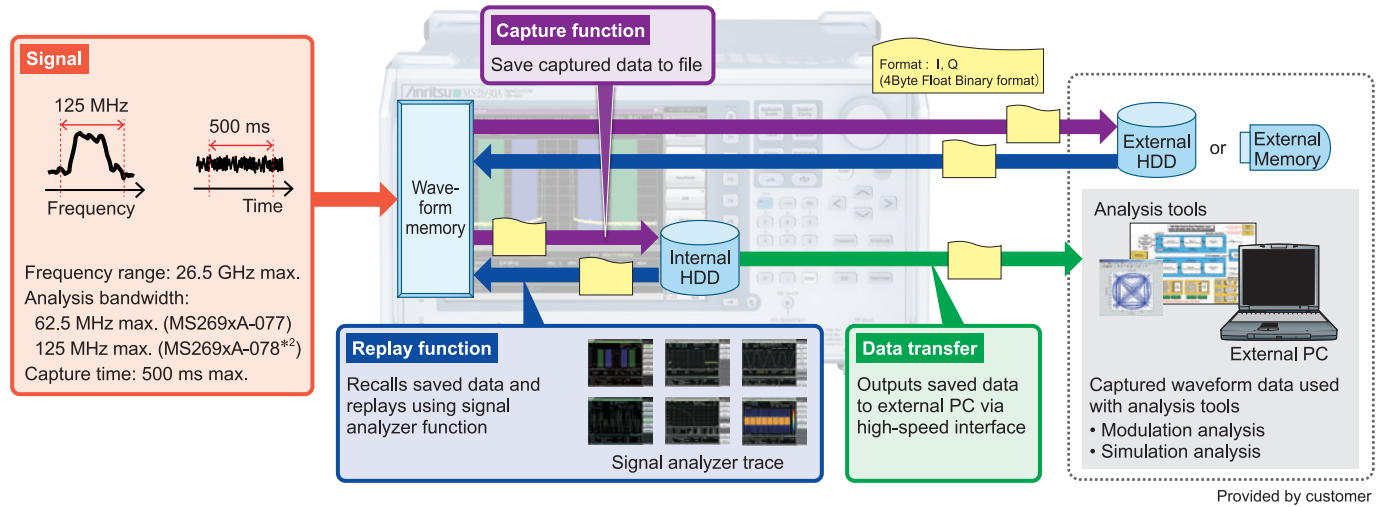 Signal
125 MHz
500 ms
Frequency
Time
Frequency range: 26.5 GHz max.
Analysis bandwidth:
62.5 MHz max. (MS269xA-077)
125 MHz max. (MS269xA-078*2)
Capture time: 500 ms max.
Capture function
Save captured data to file
Anritsu MS2690A
Wave-
form
memory
Format : I, Q
(4Byte Float Binary format)
External
HDD
or
External
Memory
Internal
HDD
Replay function
Recalls saved data and
replays using signal
analyzer function
Signal analyzer trace
Data transfer
Outputs saved data
to external PC via
high-speed interface
Analysis tools
External PC
Captured waveform data used
with analysis tools
• Modulation analysis
• Simulation analysis
Provided by customer